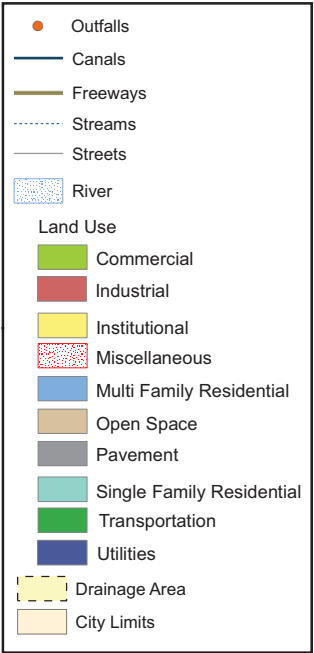 Outfalls
Canals
Freeways
Streams
Streets
River
Land Use
Commercial
Industrial
Institutional
Miscellaneous
Multi Family Residential
Open Space
Pavement
Single Family Residential
Transportation
Utilities
Drainage Area
City Limits